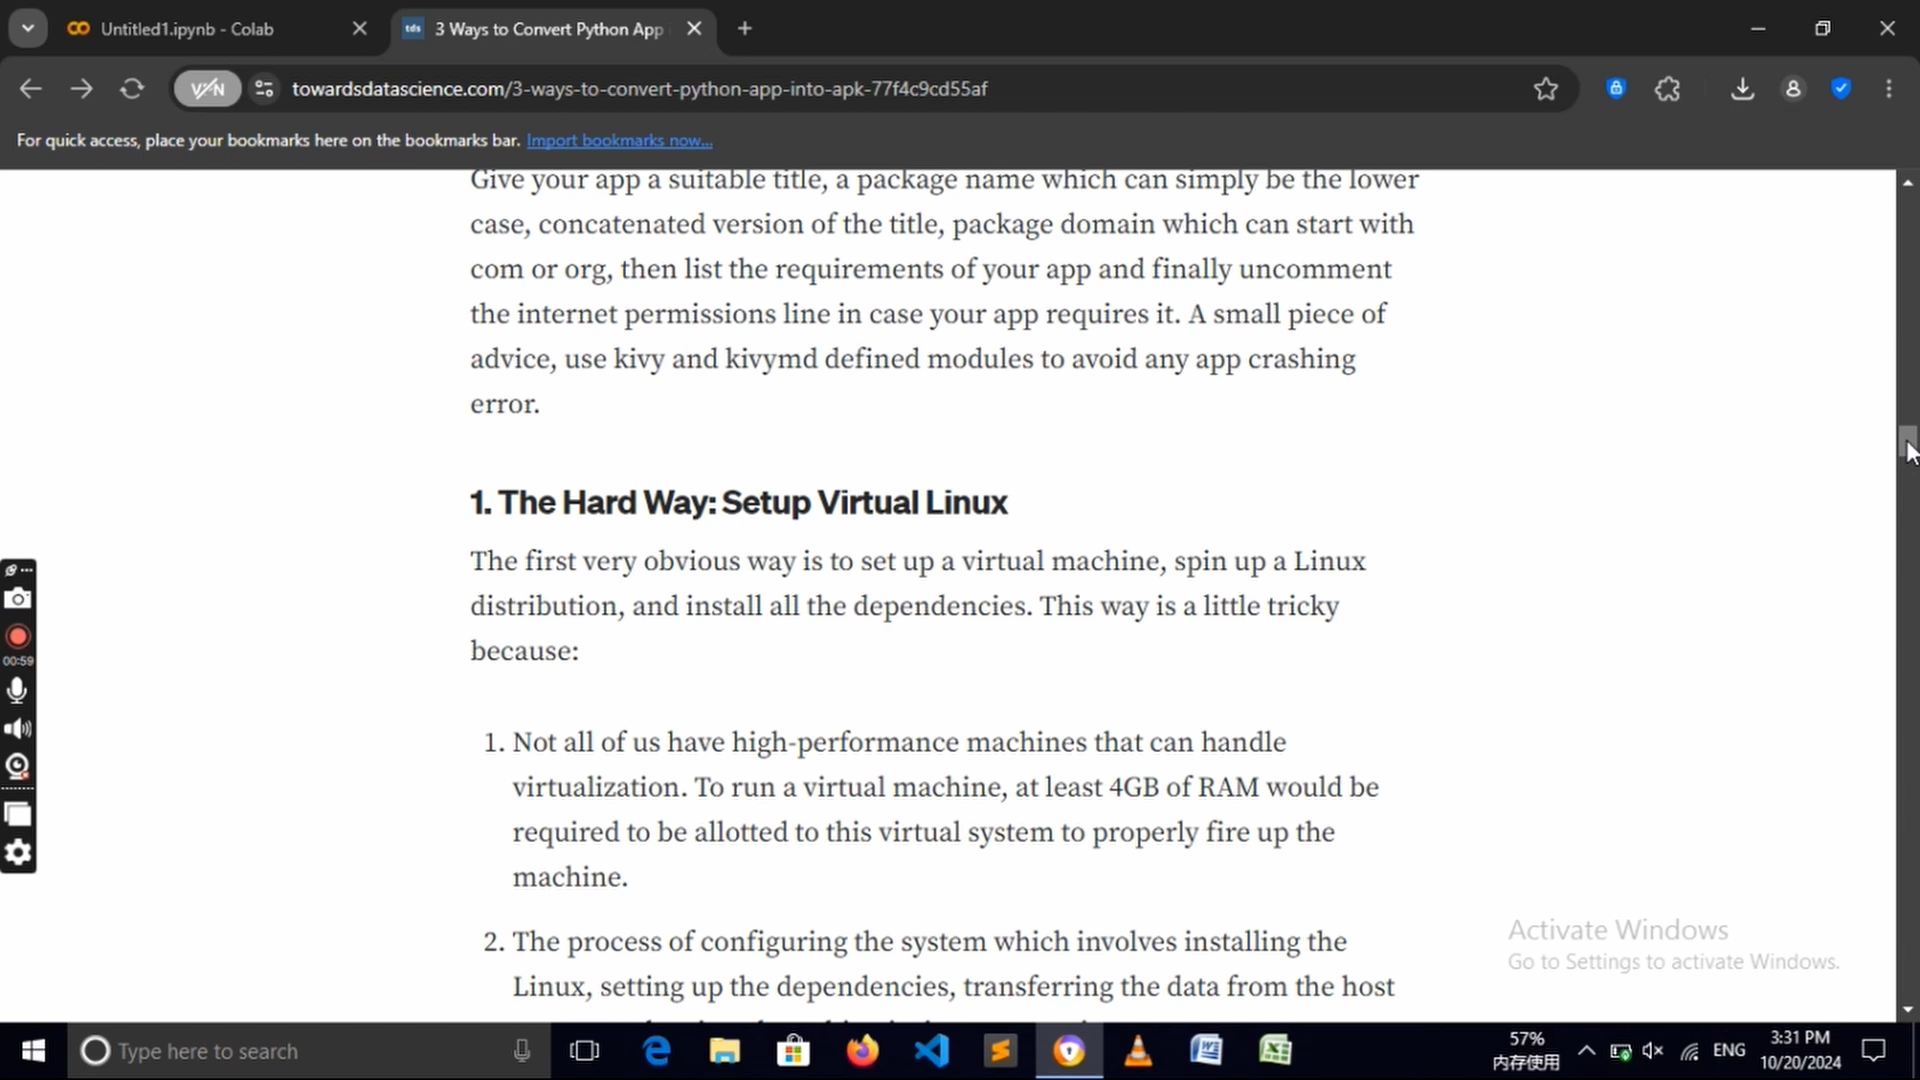 Untitled1.ipynb - Colab
tds
3 Ways to Convert Python App
VPN
towardsdatascience.com/3-ways-to-convert-python-app-into-apk-77f4c9cd55af
For quick access, place your bookmarks here on the bookmarks bar. Import bookmarks now...
Give your app a suitable title, a package name which can simply be the lower
case, concatenated version of the title, package domain which can start with
com or org, then list the requirements of your app and finally uncomment
the internet permissions line in case your app requires it. A small piece of
advice, use kivy and kivymd defined modules to avoid any app crashing
error.
1. The Hard Way: Setup Virtual Linux
The first very obvious way is to set up a virtual machine, spin up a Linux
distribution, and install all the dependencies. This way is a little tricky
because:
1. Not all of us have high-performance machines that can handle
virtualization. To run a virtual machine, at least 4GB of RAM would be
required to be allotted to this virtual system to properly fire up the
machine.
2. The process of configuring the system which involves installing the
Linux, setting up the dependencies, transferring the data from the host
00:59
Activate Windows
Go to Settings to activate Windows.
Type here to search
57%
内存使用
ENG
3:31 PM
10/20/2024